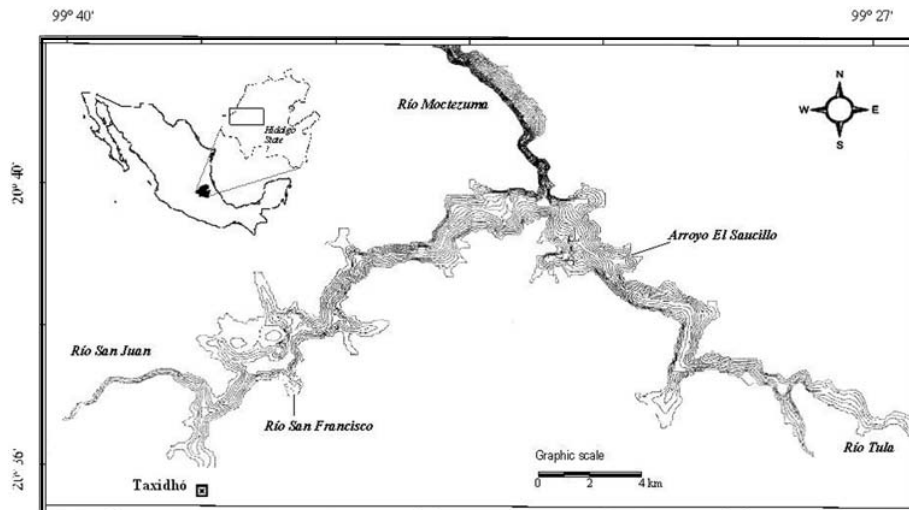 99° 40'
99° 27'
Río Moctezuma
N
W
E
S
Hidalgo
State
20° 40'
Arroyo El Saucillo
Río San Juan
Río San Francisco
Río Tula
Graphic scale
0 2 4 km
20° 36'
Taxidhó